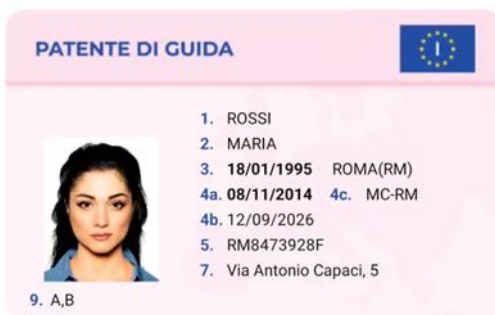 PATENTE DI GUIDA
I
1. ROSSI
2. MARIA
3. 18/01/1995 ROMA(RM)
4a. 08/11/2014 4c. MC-RM
4b. 12/09/2026
5. RM8473928F
7. Via Antonio Capaci, 5
9. A,B